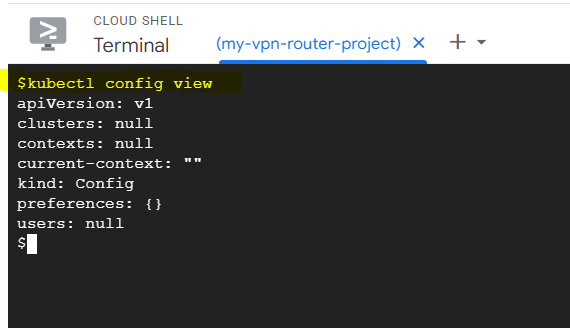 CLOUD SHELL
Terminal
(my-vpn-router-project) × + ▾
$kubectl config view
apiVersion: v1
clusters: null
contexts: null
current-context: ""
kind: Config
preferences: {}
users: null
$